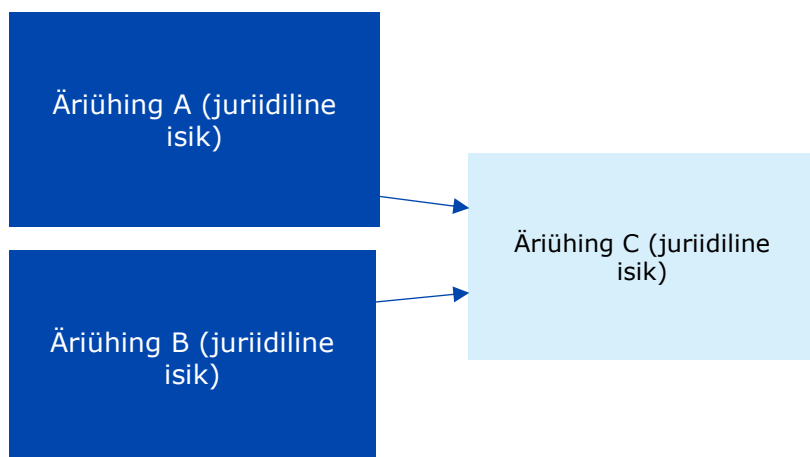 Äriühing A (juriidiline
isik)
Äriühing B (juriidiline
isik)
Äriühing C (juriidiline
isik)